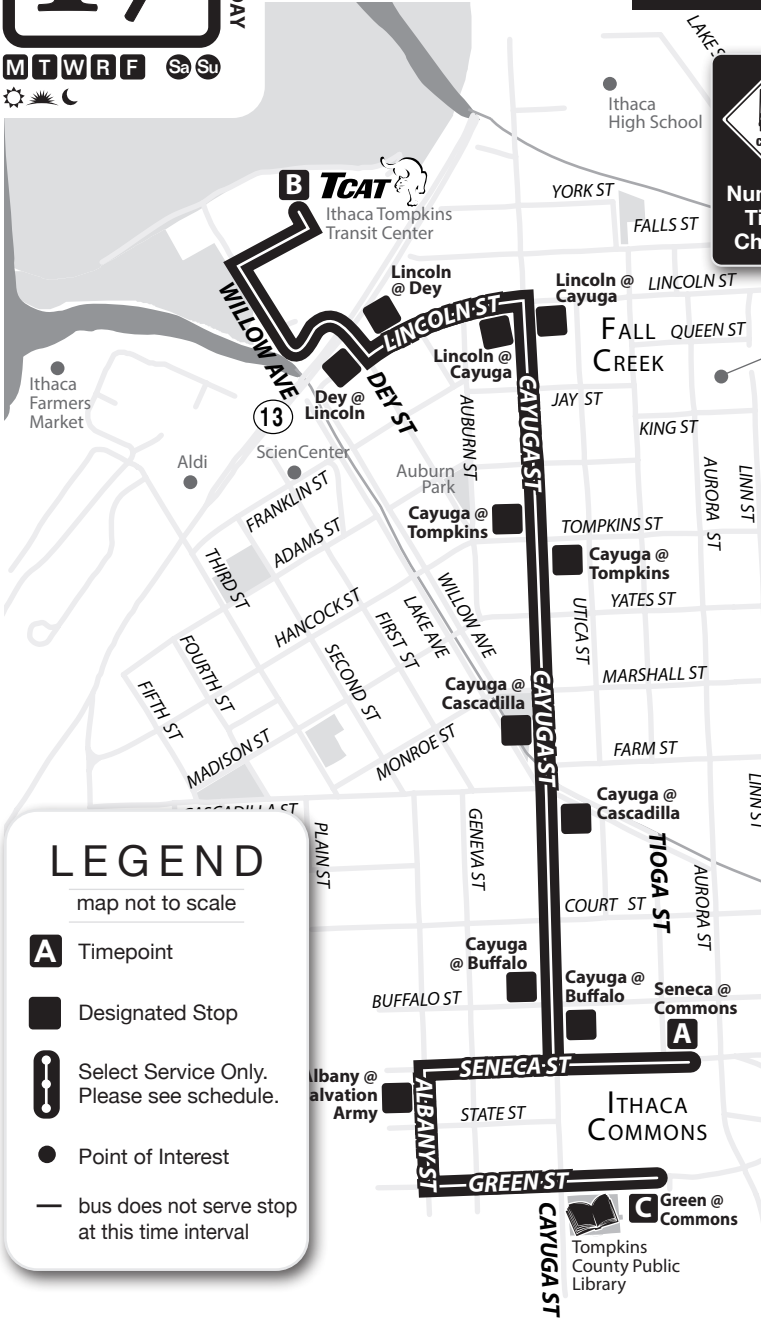 DAY
M T W R F Sa Su
LAKE
Ithaca
High School
B TCAT
Ithaca Tompkins
Transit Center
YORK ST
FALLS ST
Lincoln
@ Dey
Lincoln @
Cayuga
LINCOLN ST
LINCOLN ST
WILLOW AVE
FALL
CREEK
QUEEN ST
Lincoln @
Cayuga
Ithaca
Farmers
Market
Dey @
Lincoln
DEY ST
13
CAYUGA ST
JAY ST
AUBURN ST
KING ST
Aldi
ScienCenter
Auburn
Park
FRANKLIN ST
AURORA ST
LINN ST
Cayuga @
Tompkins
TOMPKINS ST
ADAMS ST
THIRD ST
Cayuga @
Tompkins
HANCOCK ST
FIRST ST
LAKE AVE
WILLOW AVE
UTICA ST
YATES ST
FOURTH ST
SECOND ST
FIFTH ST
Cayuga @
Cascadilla
CAYUGA ST
MARSHALL ST
MADISON ST
MONROE ST
FARM ST
LINN ST
CASCADILLA ST
Cayuga @
Cascadilla
PLAIN ST
GENEVA ST
TIOGA ST
AURORA ST
COURT ST
Cayuga
@ Buffalo
BUFFALO ST
Cayuga @
Buffalo
Seneca @
Commons
A
SENECA ST
Albany @
Salvation
Army
ALBANY ST
STATE ST
ITHACA
COMMONS
GREEN ST
C Green @
Commons
CAYUGA ST
Tompkins
County Public
Library
LEGEND
map not to scale
A Timepoint
Designated Stop
Select Service Only.
Please see schedule.
Point of Interest
— bus does not serve stop
at this time interval